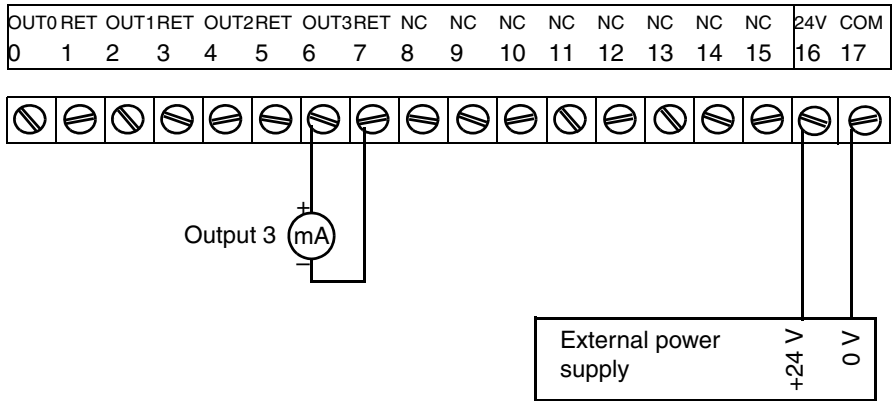 OUT0 RET OUT1 RET OUT2 RET OUT3 RET NC NC NC NC NC NC NC NC 24V COM
0 1 2 3 4 5 6 7 8 9 10 11 12 13 14 15 16 17
+
Output 3 mA
–
External power supply
+24 V
0 V